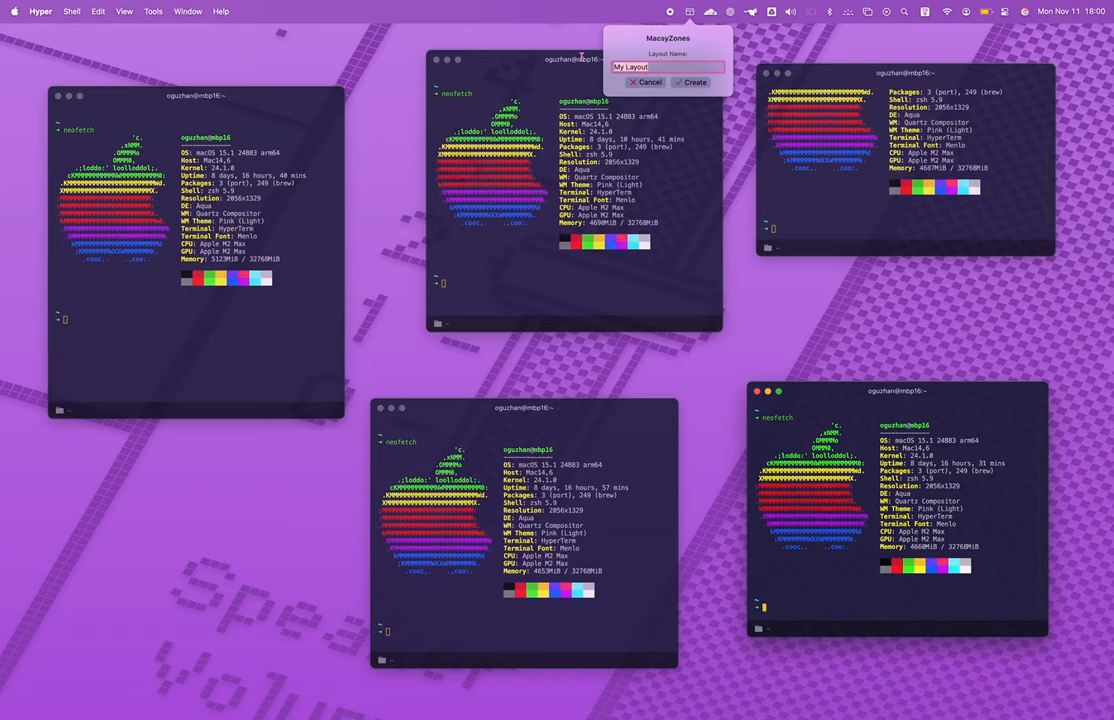 Hyper Shell Edit View Tools Window Help Mon Nov 11 18:00
MacsyZones
Layout Name:
My Layout
Cancel Create
oguzhan@mbp16:~
~
→ neofetch
oguzhan@mbp16
OS: macOS 15.1 24B83 arm64
Host: Mac14,6
Kernel: 24.1.0
Uptime: 8 days, 16 hours, 40 mins
Packages: 3 (port), 249 (brew)
Shell: zsh 5.9
Resolution: 2056x1329
DE: Aqua
WM: Quartz Compositor
WM Theme: Pink (Light)
Terminal: HyperTerm
Terminal Font: Menlo
CPU: Apple M2 Max
GPU: Apple M2 Max
Memory: 5123MiB / 32768MiB
~
→
~
oguzhan@mbp16:~
→ neofetch
oguzhan@mbp16
OS: macOS 15.1 24B83 arm64
Host: Mac14,6
Kernel: 24.1.0
Uptime: 8 days, 10 hours, 41 mins
Packages: 3 (port), 249 (brew)
Shell: zsh 5.9
Resolution: 2056x1329
DE: Aqua
WM: Quartz Compositor
WM Theme: Pink (Light)
Terminal: HyperTerm
Terminal Font: Menlo
CPU: Apple M2 Max
GPU: Apple M2 Max
Memory: 4690MiB / 32768MiB
~
→
~
oguzhan@mbp16:~
Packages: 3 (port), 249 (brew)
Shell: zsh 5.9
Resolution: 2056x1329
DE: Aqua
WM: Quartz Compositor
WM Theme: Pink (Light)
Terminal: HyperTerm
Terminal Font: Menlo
CPU: Apple M2 Max
GPU: Apple M2 Max
Memory: 4687MiB / 32768MiB
~
→
~
oguzhan@mbp16:~
~
→ neofetch
oguzhan@mbp16
OS: macOS 15.1 24B83 arm64
Host: Mac14,6
Kernel: 24.1.0
Uptime: 8 days, 16 hours, 57 mins
Packages: 3 (port), 249 (brew)
Shell: zsh 5.9
Resolution: 2056x1329
DE: Aqua
WM: Quartz Compositor
WM Theme: Pink (Light)
Terminal: HyperTerm
Terminal Font: Menlo
CPU: Apple M2 Max
GPU: Apple M2 Max
Memory: 4653MiB / 32768MiB
~
→
~
oguzhan@mbp16:~
~
→ neofetch
oguzhan@mbp16
OS: macOS 15.1 24B83 arm64
Host: Mac14,6
Kernel: 24.1.0
Uptime: 8 days, 16 hours, 31 mins
Packages: 3 (port), 249 (brew)
Shell: zsh 5.9
Resolution: 2056x1329
DE: Aqua
WM: Quartz Compositor
WM Theme: Pink (Light)
Terminal: HyperTerm
Terminal Font: Menlo
CPU: Apple M2 Max
GPU: Apple M2 Max
Memory: 4660MiB / 32768MiB
~
→
~